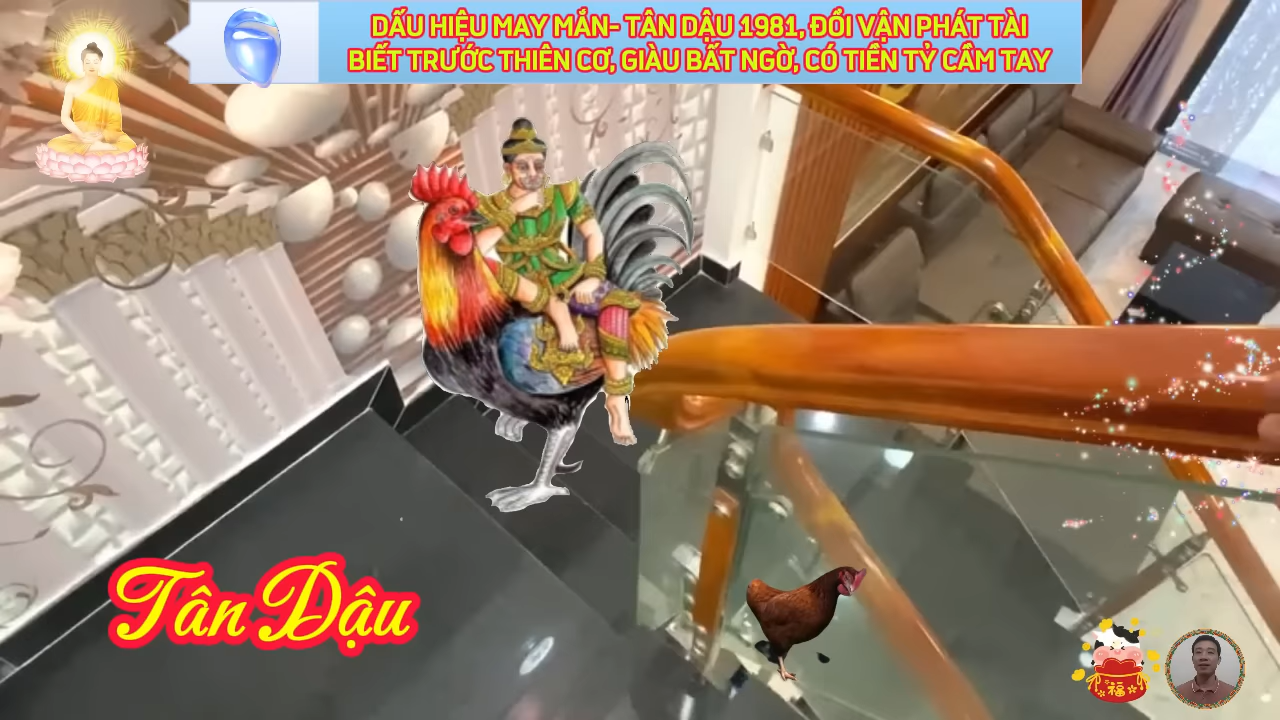 DẤU HIỆU MAY MẮN- TÂN DẬU 1981, ĐỔI VẬN PHÁT TÀI
BIẾT TRƯỚC THIÊN CƠ, GIÀU BẤT NGỜ, CÓ TIỀN TỶ CẦM TAY
Tân Dậu
福